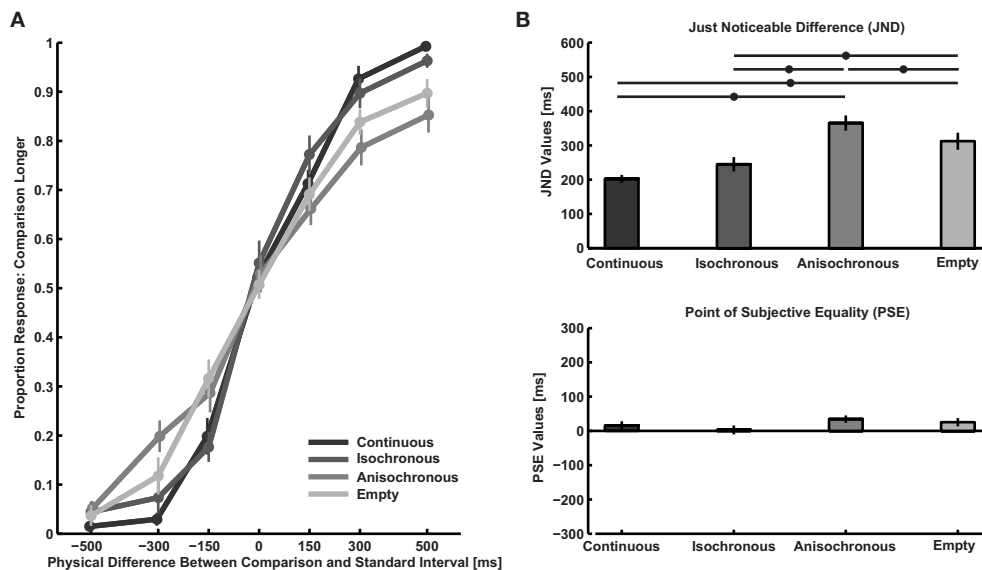 A
Proportion Response: Comparison Longer
1
0.9
0.8
0.7
0.6
0.5
0.4
0.3
0.2
0.1
0
Continuous
Isochronous
Anisochronous
Empty
−500 −300 −150 0 150 300 500
Physical Difference Between Comparison and Standard Interval [ms]
B
Just Noticeable Difference (JND)
JND Values [ms]
600
500
400
300
200
100
0
Continuous Isochronous Anisochronous Empty
Point of Subjective Equality (PSE)
PSE Values [ms]
300
200
100
0
−100
−200
−300
Continuous Isochronous Anisochronous Empty